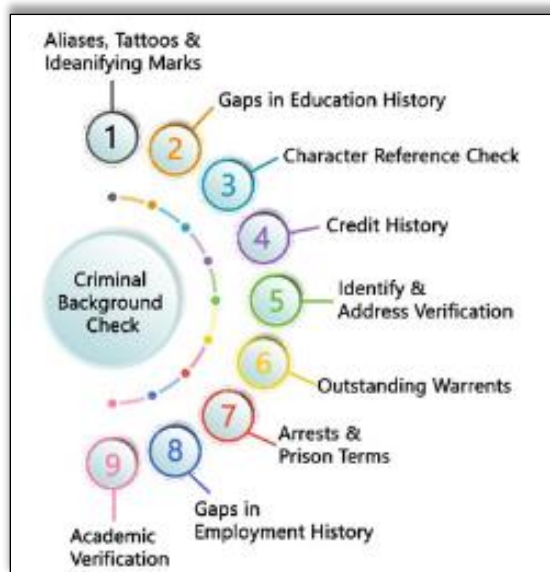 Aliases, Tattoos &
Ideanifying Marks
1
2
Gaps in Education History
3
Character Reference Check
4
Credit History
Criminal
Background
Check
5
Identify &
Address Verification
6
Outstanding Warrents
7
Arrests &
Prison Terms
8
Gaps in
Employment History
9
Academic
Verification